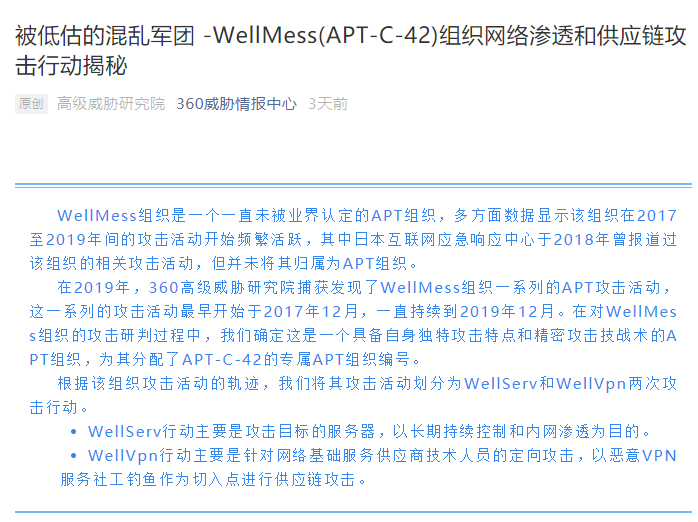 被低估的混乱军团 -WellMess(APT-C-42)组织网络渗透和供应链攻
击行动揭秘
原创 高级威胁研究院 360威胁情报中心 3天前
WellMess组织是一个一直未被业界认定的APT组织，多方面数据显示该组织在2017
至2019年间的攻击活动开始频繁活跃，其中日本互联网应急响应中心于2018年曾报道过
该组织的相关攻击活动，但并未将其归属为APT组织。
在2019年，360高级威胁研究院捕获发现了WellMess组织一系列的APT攻击活动，
这一系列的攻击活动最早开始于2017年12月，一直持续到2019年12月。在对WellMes
s组织的攻击研判过程中，我们确定这是一个具备自身独特攻击特点和精密攻击技战术的A
PT组织，为其分配了APT-C-42的专属APT组织编号。
根据该组织攻击活动的轨迹，我们将其攻击活动划分为WellServ和WellVpn两次攻
击行动。
• WellServ行动主要是攻击目标的服务器，以长期持续控制和内网渗透为目的。
• WellVpn行动主要是针对网络基础服务供应商技术人员的定向攻击，以恶意VPN
服务社工钓鱼作为切入点进行供应链攻击。